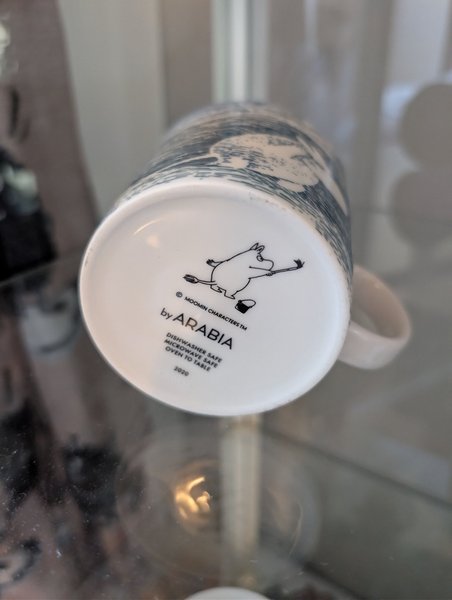 © MOOMIN CHARACTERS™
by ARABIA
DISHWASHER SAFE
MICROWAVE SAFE
OVEN TO TABLE
2020